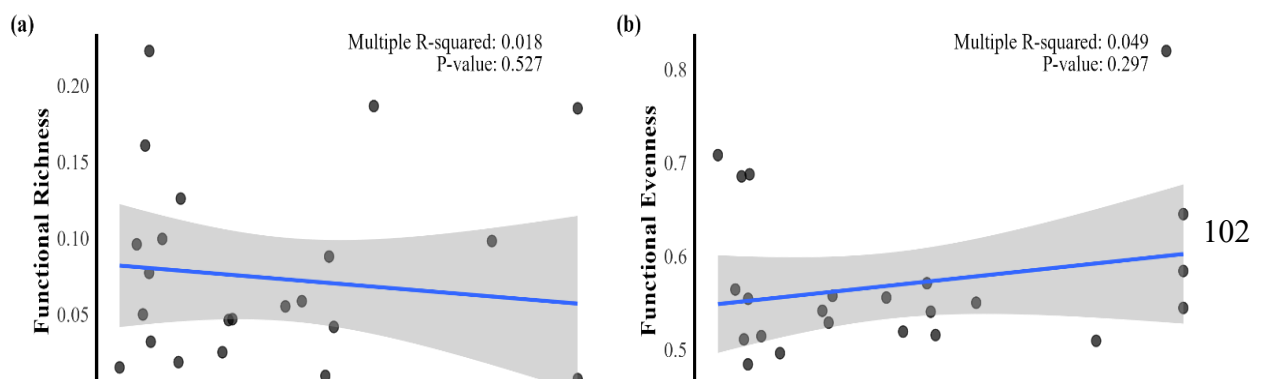 (a)
Multiple R-squared: 0.018
P-value: 0.527
Functional Richness
0.20
0.15
0.10
0.05
(b)
Multiple R-squared: 0.049
P-value: 0.297
Functional Evenness
0.8
0.7
0.6
0.5
102